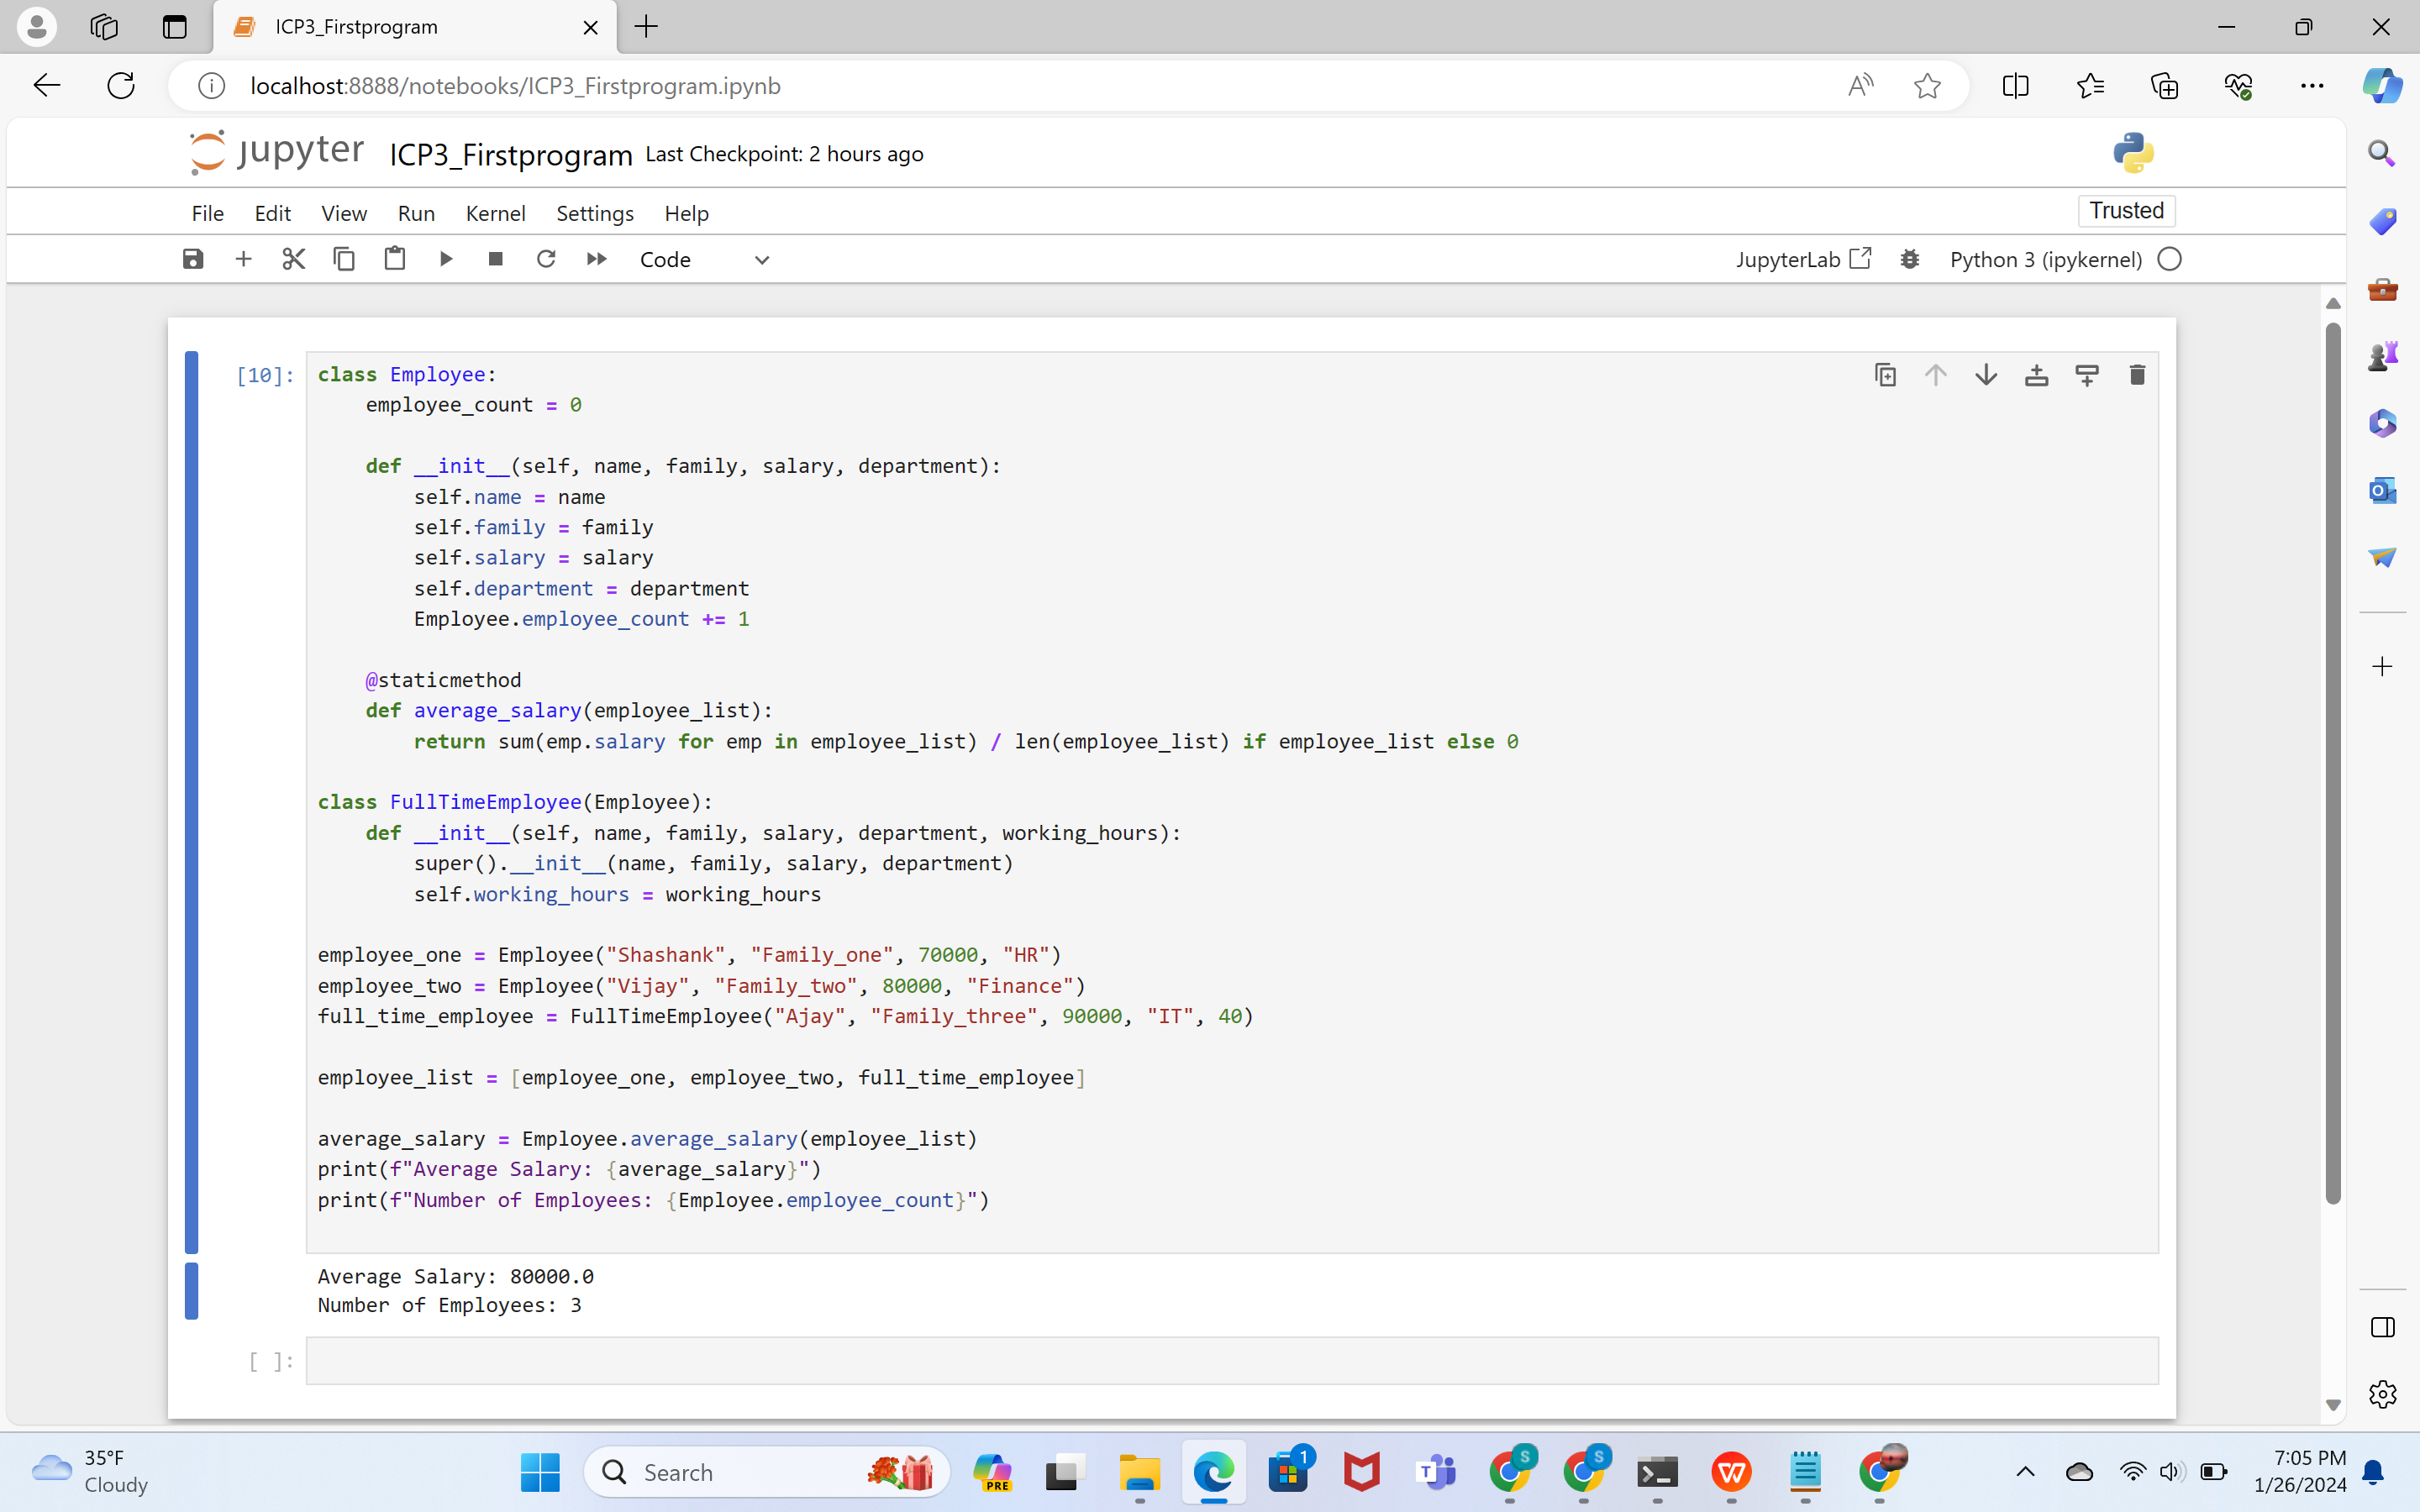 ICP3_Firstprogram
localhost:8888/notebooks/ICP3_Firstprogram.ipynb
jupyter ICP3_Firstprogram Last Checkpoint: 2 hours ago
File Edit View Run Kernel Settings Help Trusted
Code JupyterLab Python 3 (ipykernel)
[10]: class Employee:
    employee_count = 0
    def __init__(self, name, family, salary, department):
        self.name = name
        self.family = family
        self.salary = salary
        self.department = department
        Employee.employee_count += 1
    @staticmethod
    def average_salary(employee_list):
        return sum(emp.salary for emp in employee_list) / len(employee_list) if employee_list else 0
class FullTimeEmployee(Employee):
    def __init__(self, name, family, salary, department, working_hours):
        super().__init__(name, family, salary, department)
        self.working_hours = working_hours
employee_one = Employee("Shashank", "Family_one", 70000, "HR")
employee_two = Employee("Vijay", "Family_two", 80000, "Finance")
full_time_employee = FullTimeEmployee("Ajay", "Family_three", 90000, "IT", 40)
employee_list = [employee_one, employee_two, full_time_employee]
average_salary = Employee.average_salary(employee_list)
print(f"Average Salary: {average_salary}")
print(f"Number of Employees: {Employee.employee_count}")
Average Salary: 80000.0
Number of Employees: 3
[ ]:
35°F
Cloudy
Search
PRE
1
S
S
7:05 PM
1/26/2024